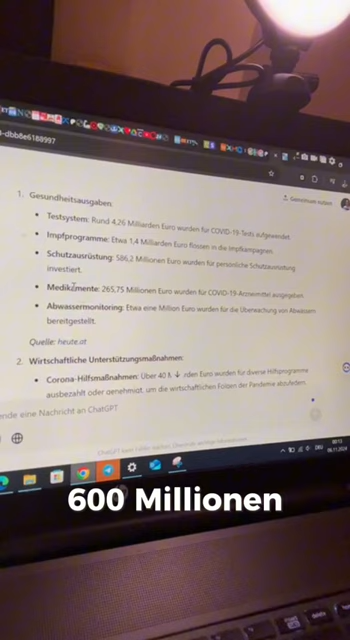 -dbb8e6180997
1. Gesundheitsausgaben:
• Testsystem: Rund 4,26 Milliarden Euro wurden für COVID-19-Tests aufgewendet.
• Impfprogramme: Etwa 1,4 Milliarden Euro flossen in die Impfkampagnen.
• Schutzausrüstung: 586,2 Millionen Euro wurden für persönliche Schutzausrüstung
investiert.
• Medikamente: 265,75 Millionen Euro wurden für COVID-19-Arzneimittel ausgegeben.
• Abwassermonitoring: Etwa eine Million Euro wurden für die Überwachung von Abwässern
bereitgestellt.
Quelle: heute.at
2. Wirtschaftliche Unterstützungsmaßnahmen:
• Corona-Hilfsmaßnahmen: Über 40 rden Euro wurden für diverse Hilfsprogramme
ausbezahlt oder genehmigt, um die wirtschaftlichen Folgen der Pandemie abzufedern.
ende eine Nachricht an ChatGPT
600 Millionen